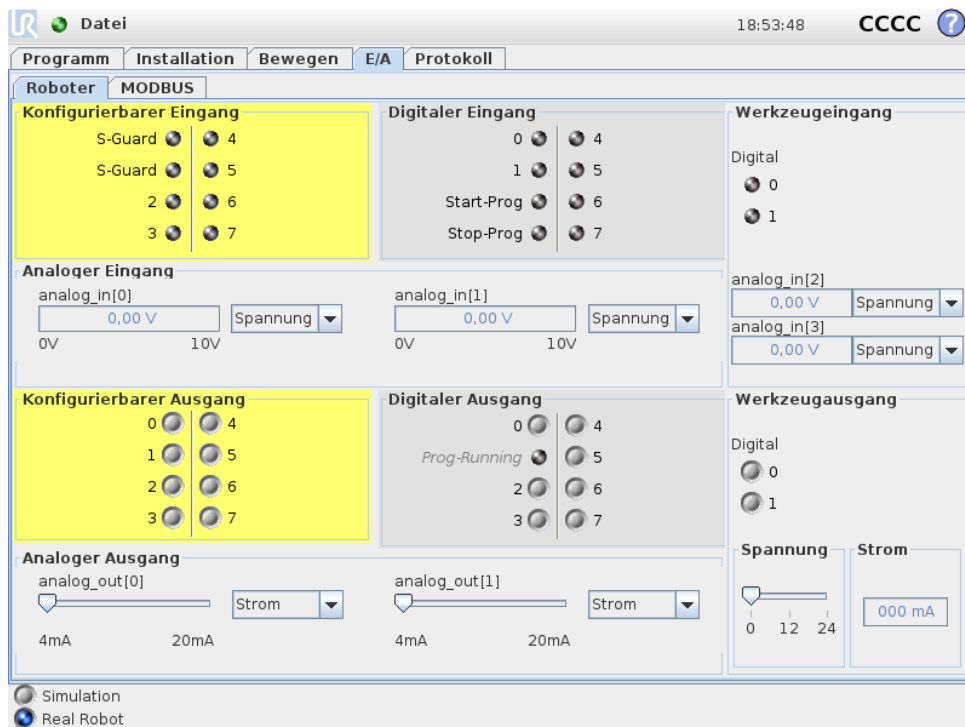 UR Datei 18:53:48 CCCC ?
Programm Installation Bewegen E/A Protokoll
Roboter MODBUS
Konfigurierbarer Eingang
S-Guard 4
S-Guard 5
2 6
3 7
Digitaler Eingang
0 4
1 5
Start-Prog 6
Stop-Prog 7
Werkzeugeingang
Digital
0
1
analog_in[2]
0,00 V Spannung
analog_in[3]
0,00 V Spannung
Analoger Eingang
analog_in[0]
0,00 V Spannung
0V 10V
analog_in[1]
0,00 V Spannung
0V 10V
Konfigurierbarer Ausgang
0 4
1 5
2 6
3 7
Digitaler Ausgang
0 4
Prog-Running 5
2 6
3 7
Werkzeugausgang
Digital
0
1
Spannung
0 12 24
Strom
000 mA
Analoger Ausgang
analog_out[0]
Strom
4mA 20mA
analog_out[1]
Strom
4mA 20mA
Simulation
Real Robot